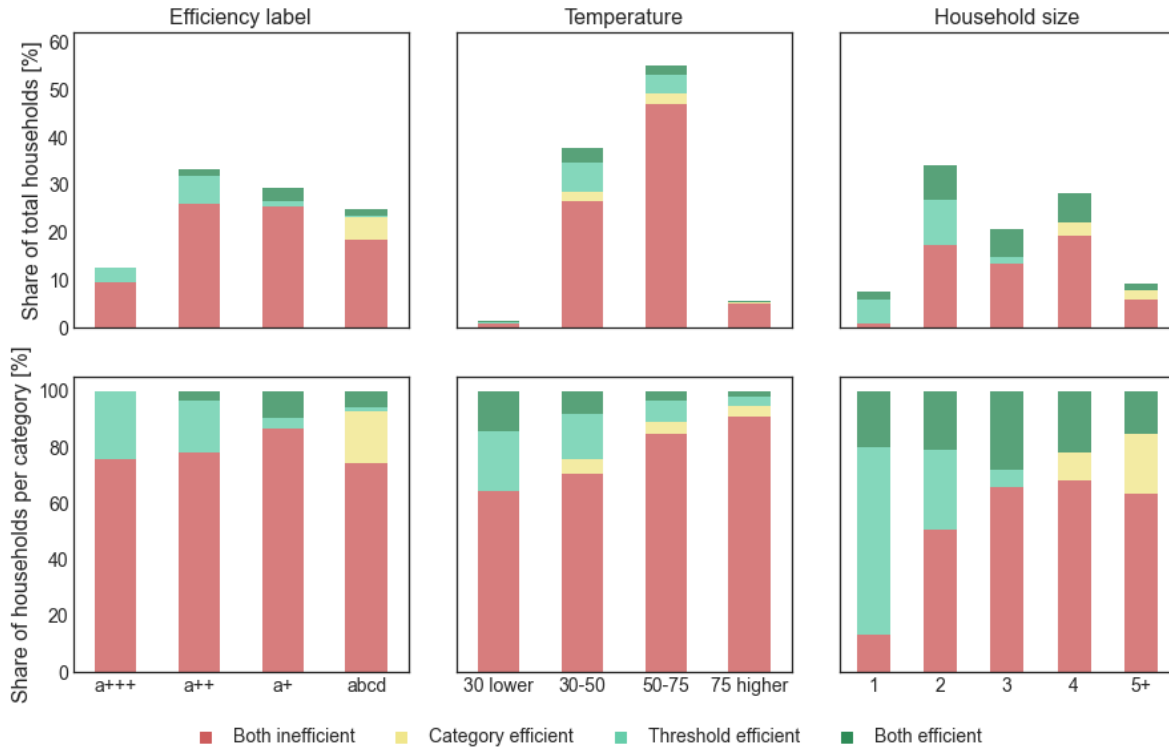 Efficiency label Temperature Household size
Share of total households [%]
60
50
40
30
20
10
0
Share of households per category [%]
100
80
60
40
20
0
a+++ a++ a+ abcd 30 lower 30-50 50-75 75 higher 1 2 3 4 5+
Both inefficient Category efficient Threshold efficient Both efficient